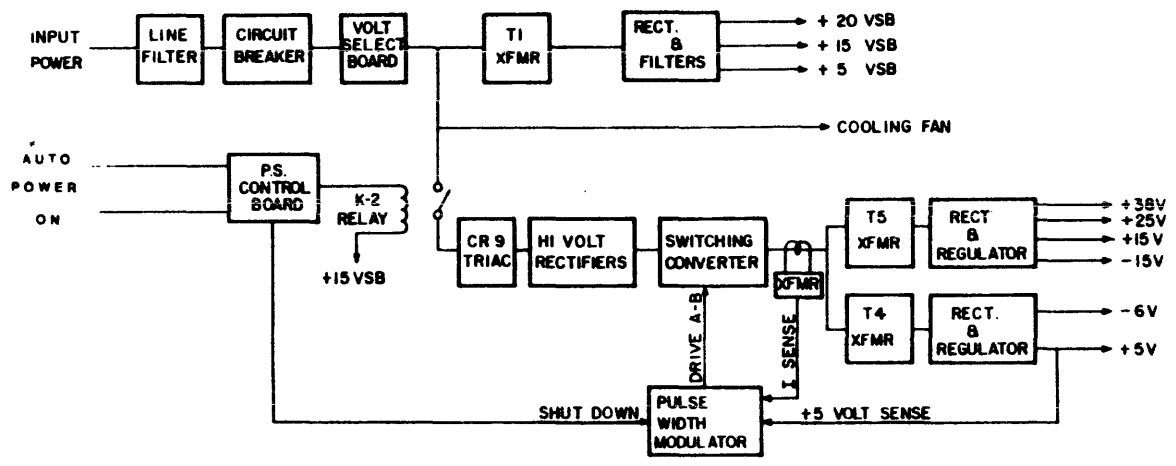 INPUT
POWER
LINE
FILTER
CIRCUIT
BREAKER
VOLT
SELECT
BOARD
T1
XFMR
RECT.
&
FILTERS
+ 20 VSB
+ 15 VSB
+ 5 VSB
COOLING FAN
AUTO
POWER
ON
P.S.
CONTROL
BOARD
K-2
RELAY
+15 VSB
CR 9
TRIAC
HI VOLT
RECTIFIERS
SWITCHING
CONVERTER
XFMR
T5
XFMR
RECT
&
REGULATOR
+38V
+25V
+15V
-15V
T4
XFMR
RECT.
&
REGULATOR
-6V
+5V
DRIVE A-B
I SENSE
SHUT DOWN
PULSE
WIDTH
MODULATOR
+5 VOLT SENSE